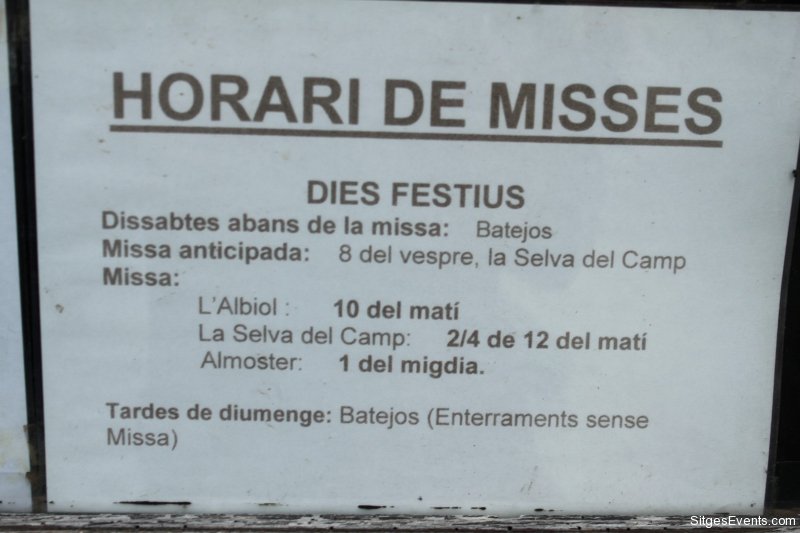 HORARI DE MISSES
DIES FESTIUS
Dissabtes abans de la missa: Batejos
Missa anticipada: 8 del vespre, la Selva del Camp
Missa:
L'Albiol : 10 del matí
La Selva del Camp: 2/4 de 12 del matí
Almoster: 1 del migdia.
Tardes de diumenge: Batejos (Enterraments sense
Missa)
SitgesEvents.com